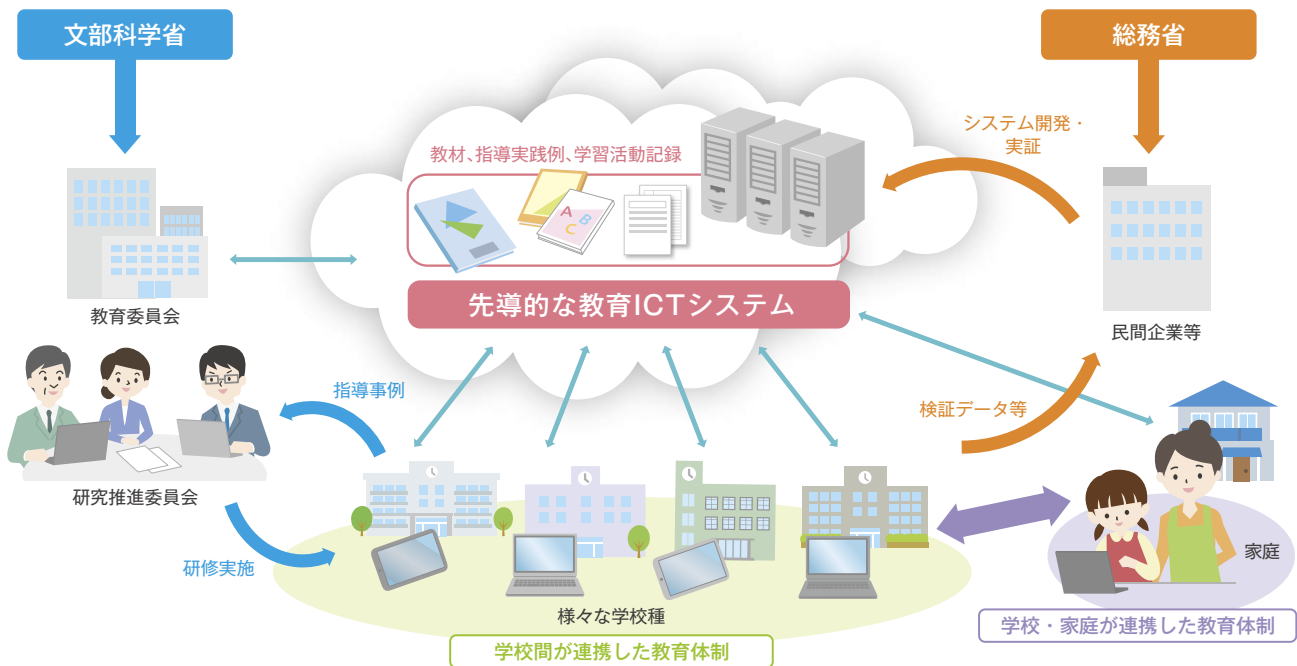 文部科学省
総務省
システム開発・
実証
教材、指導実践例、学習活動記録
A
B
C
先導的な教育ICTシステム
教育委員会
民間企業等
指導事例
検証データ等
研究推進委員会
研修実施
家庭
様々な学校種
学校・家庭が連携した教育体制
学校間が連携した教育体制